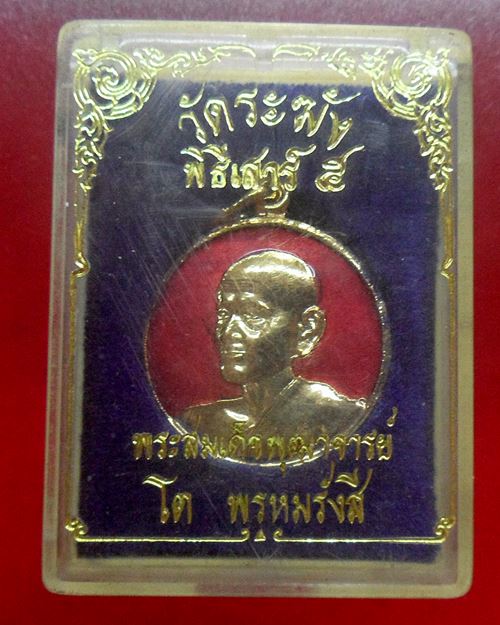 วัดระฆัง
พิธีเสาร์ ๕
พระสมเด็จพุฒาจารย์
โต พรหมรังสี